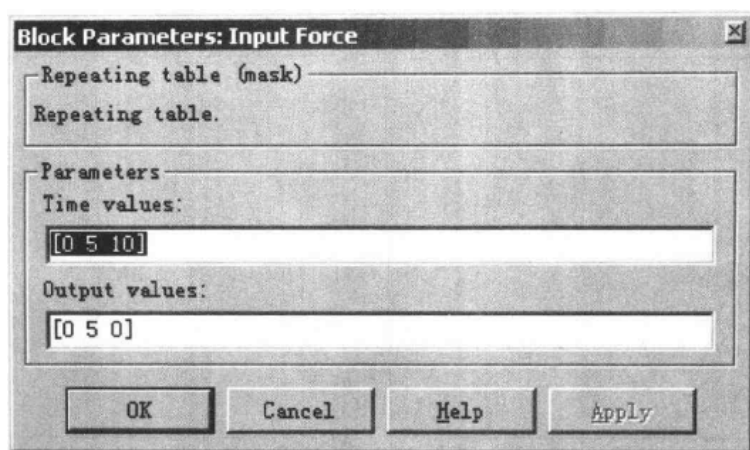 Block Parameters: Input Force
Repeating table (mask)
Repeating table.
Parameters
Time values:
[0 5 10]
Output values:
[0 5 0]
OK
Cancel
Help
Apply